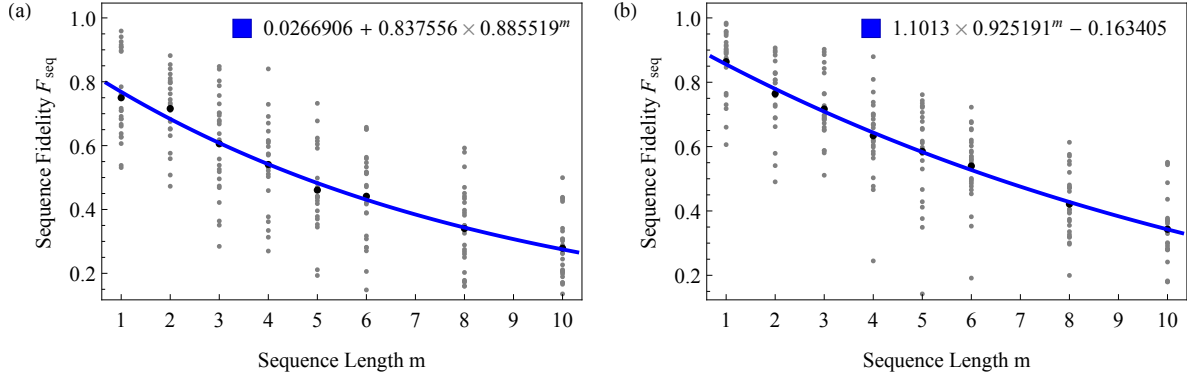 (a)
0.0266906 + 0.837556 × 0.885519^m
Sequence Fidelity F_seq
1.0
0.8
0.6
0.4
0.2
1 2 3 4 5 6 7 8 9 10
Sequence Length m
(b)
1.1013 × 0.925191^m − 0.163405
Sequence Fidelity F_seq
1.0
0.8
0.6
0.4
0.2
1 2 3 4 5 6 7 8 9 10
Sequence Length m